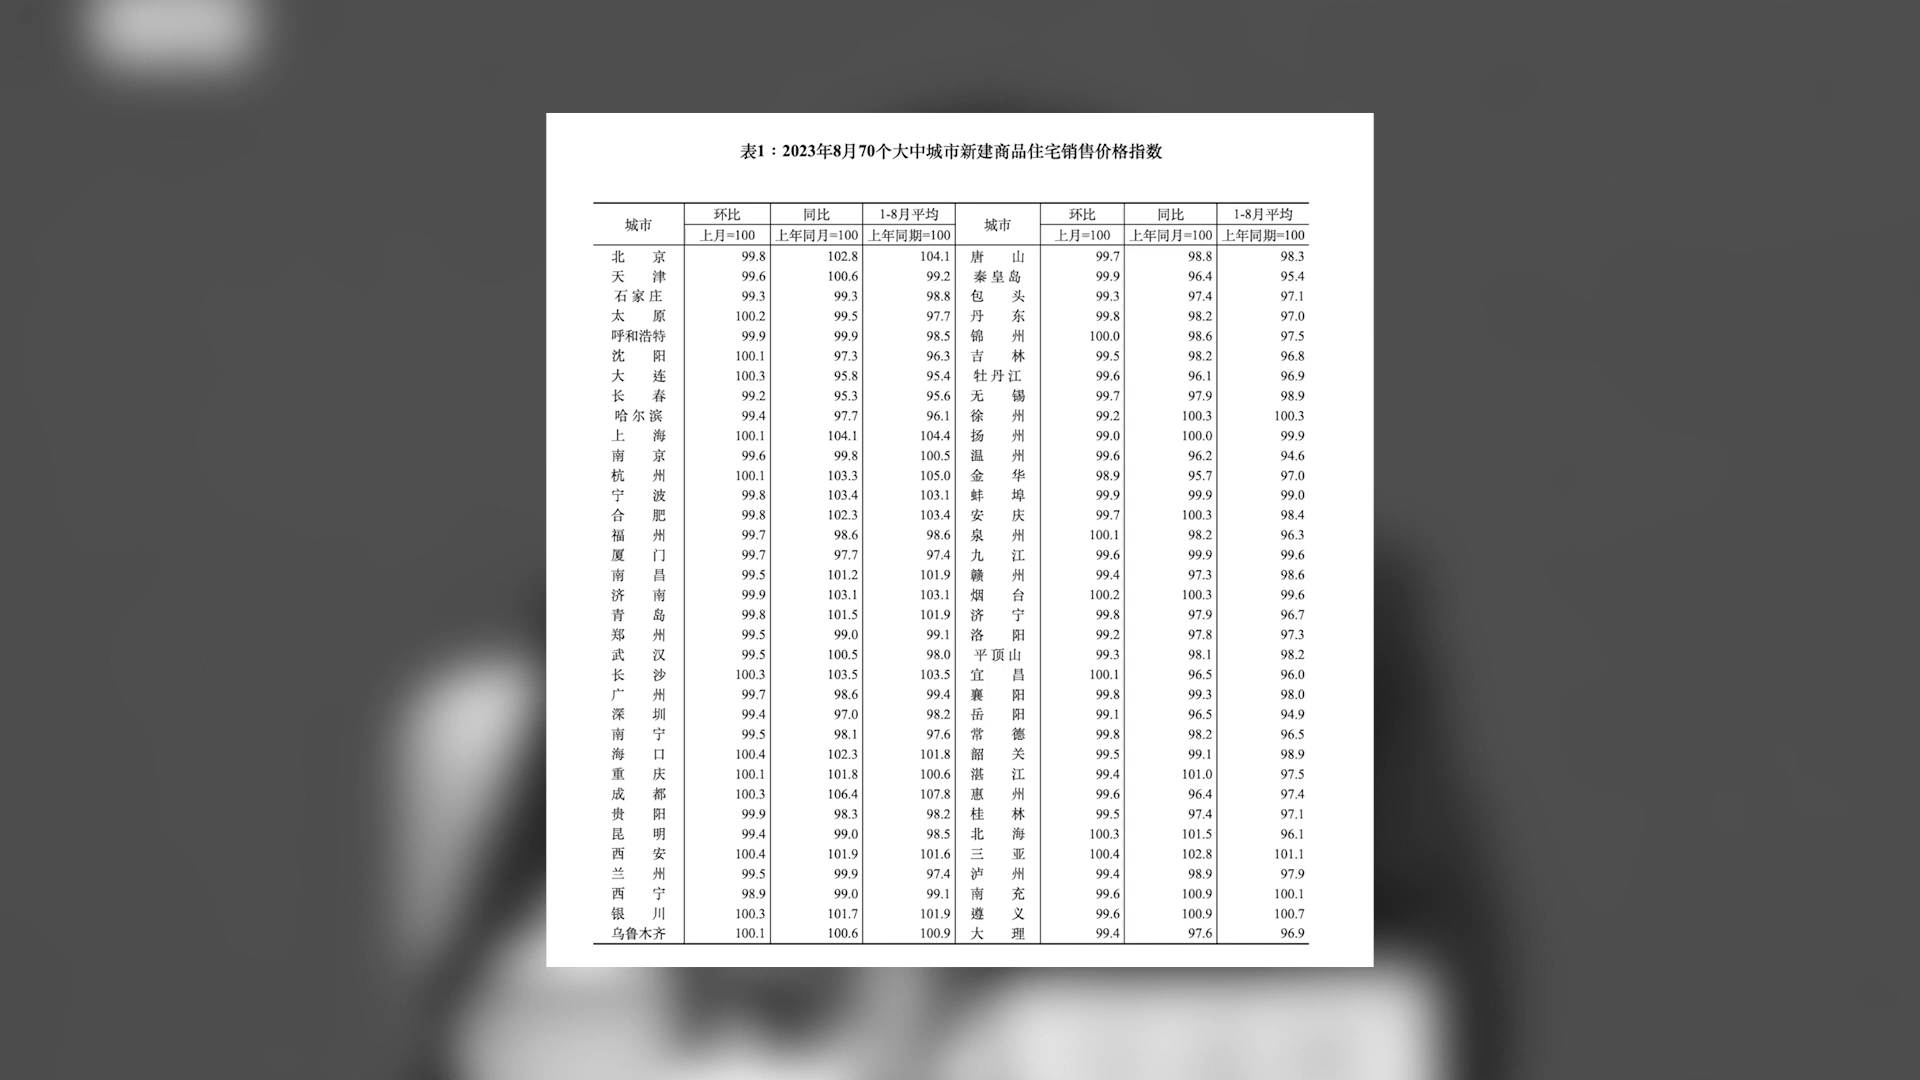 表1：2023年8月70个大中城市新建商品住宅销售价格指数
城市 环比 同比 1-8月平均 城市 环比 同比 1-8月平均
上月=100 上年同月=100 上年同期=100 上月=100 上年同月=100 上年同期=100
北京 99.8 102.8 104.1 唐山 99.7 98.8 98.3
天津 99.6 100.6 99.2 秦皇岛 99.9 96.4 95.4
石家庄 99.3 99.3 98.8 包头 99.3 97.4 97.1
太原 100.2 99.5 97.7 丹东 99.8 98.2 97.0
呼和浩特 99.9 99.9 98.5 锦州 100.0 98.6 97.5
沈阳 100.1 97.3 96.3 吉林 99.5 98.2 96.8
大连 100.3 95.8 95.4 牡丹江 99.6 96.1 96.9
长春 99.2 95.3 95.6 无锡 99.7 97.9 98.9
哈尔滨 99.4 97.7 96.1 徐州 99.2 100.3 100.3
上海 100.1 104.1 104.4 扬州 99.0 100.0 99.9
南京 99.6 99.8 100.5 温州 99.6 96.2 94.6
杭州 100.1 103.3 105.0 金华 98.9 95.7 97.0
宁波 99.8 103.4 103.1 蚌埠 99.9 99.9 99.0
合肥 99.8 102.3 103.4 安庆 99.7 100.3 98.4
福州 99.7 98.6 98.6 泉州 100.1 98.2 96.3
厦门 99.7 97.7 97.4 九江 99.6 99.9 99.6
南昌 99.5 101.2 101.9 赣州 99.4 97.3 98.6
济南 99.9 103.1 103.1 烟台 100.2 100.3 99.6
青岛 99.8 101.5 101.9 济宁 99.8 97.9 96.7
郑州 99.5 99.0 99.1 洛阳 99.2 97.8 97.3
武汉 99.5 100.5 98.0 平顶山 99.3 98.1 98.2
长沙 100.3 103.5 103.5 宜昌 100.1 96.5 96.0
广州 99.7 98.6 99.4 襄阳 99.8 99.3 98.0
深圳 99.4 97.0 98.2 岳阳 99.1 96.5 94.9
南宁 99.5 98.1 97.6 常德 99.8 98.2 96.5
海口 100.4 102.3 101.8 韶关 99.5 99.1 98.9
重庆 100.1 101.8 100.6 湛江 99.4 101.0 97.5
成都 100.3 106.4 107.8 惠州 99.6 96.4 97.4
贵阳 99.9 98.3 98.2 桂林 99.5 97.4 97.1
昆明 99.4 99.0 98.5 北海 100.3 101.5 96.1
西安 100.4 101.9 101.6 三亚 100.4 102.8 101.1
兰州 99.5 99.9 97.4 泸州 99.4 98.9 97.9
西宁 98.9 99.0 99.1 南充 99.6 100.9 100.1
银川 100.3 101.7 101.9 遵义 99.6 100.9 100.7
乌鲁木齐 100.1 100.6 100.9 大理 99.4 97.6 96.9